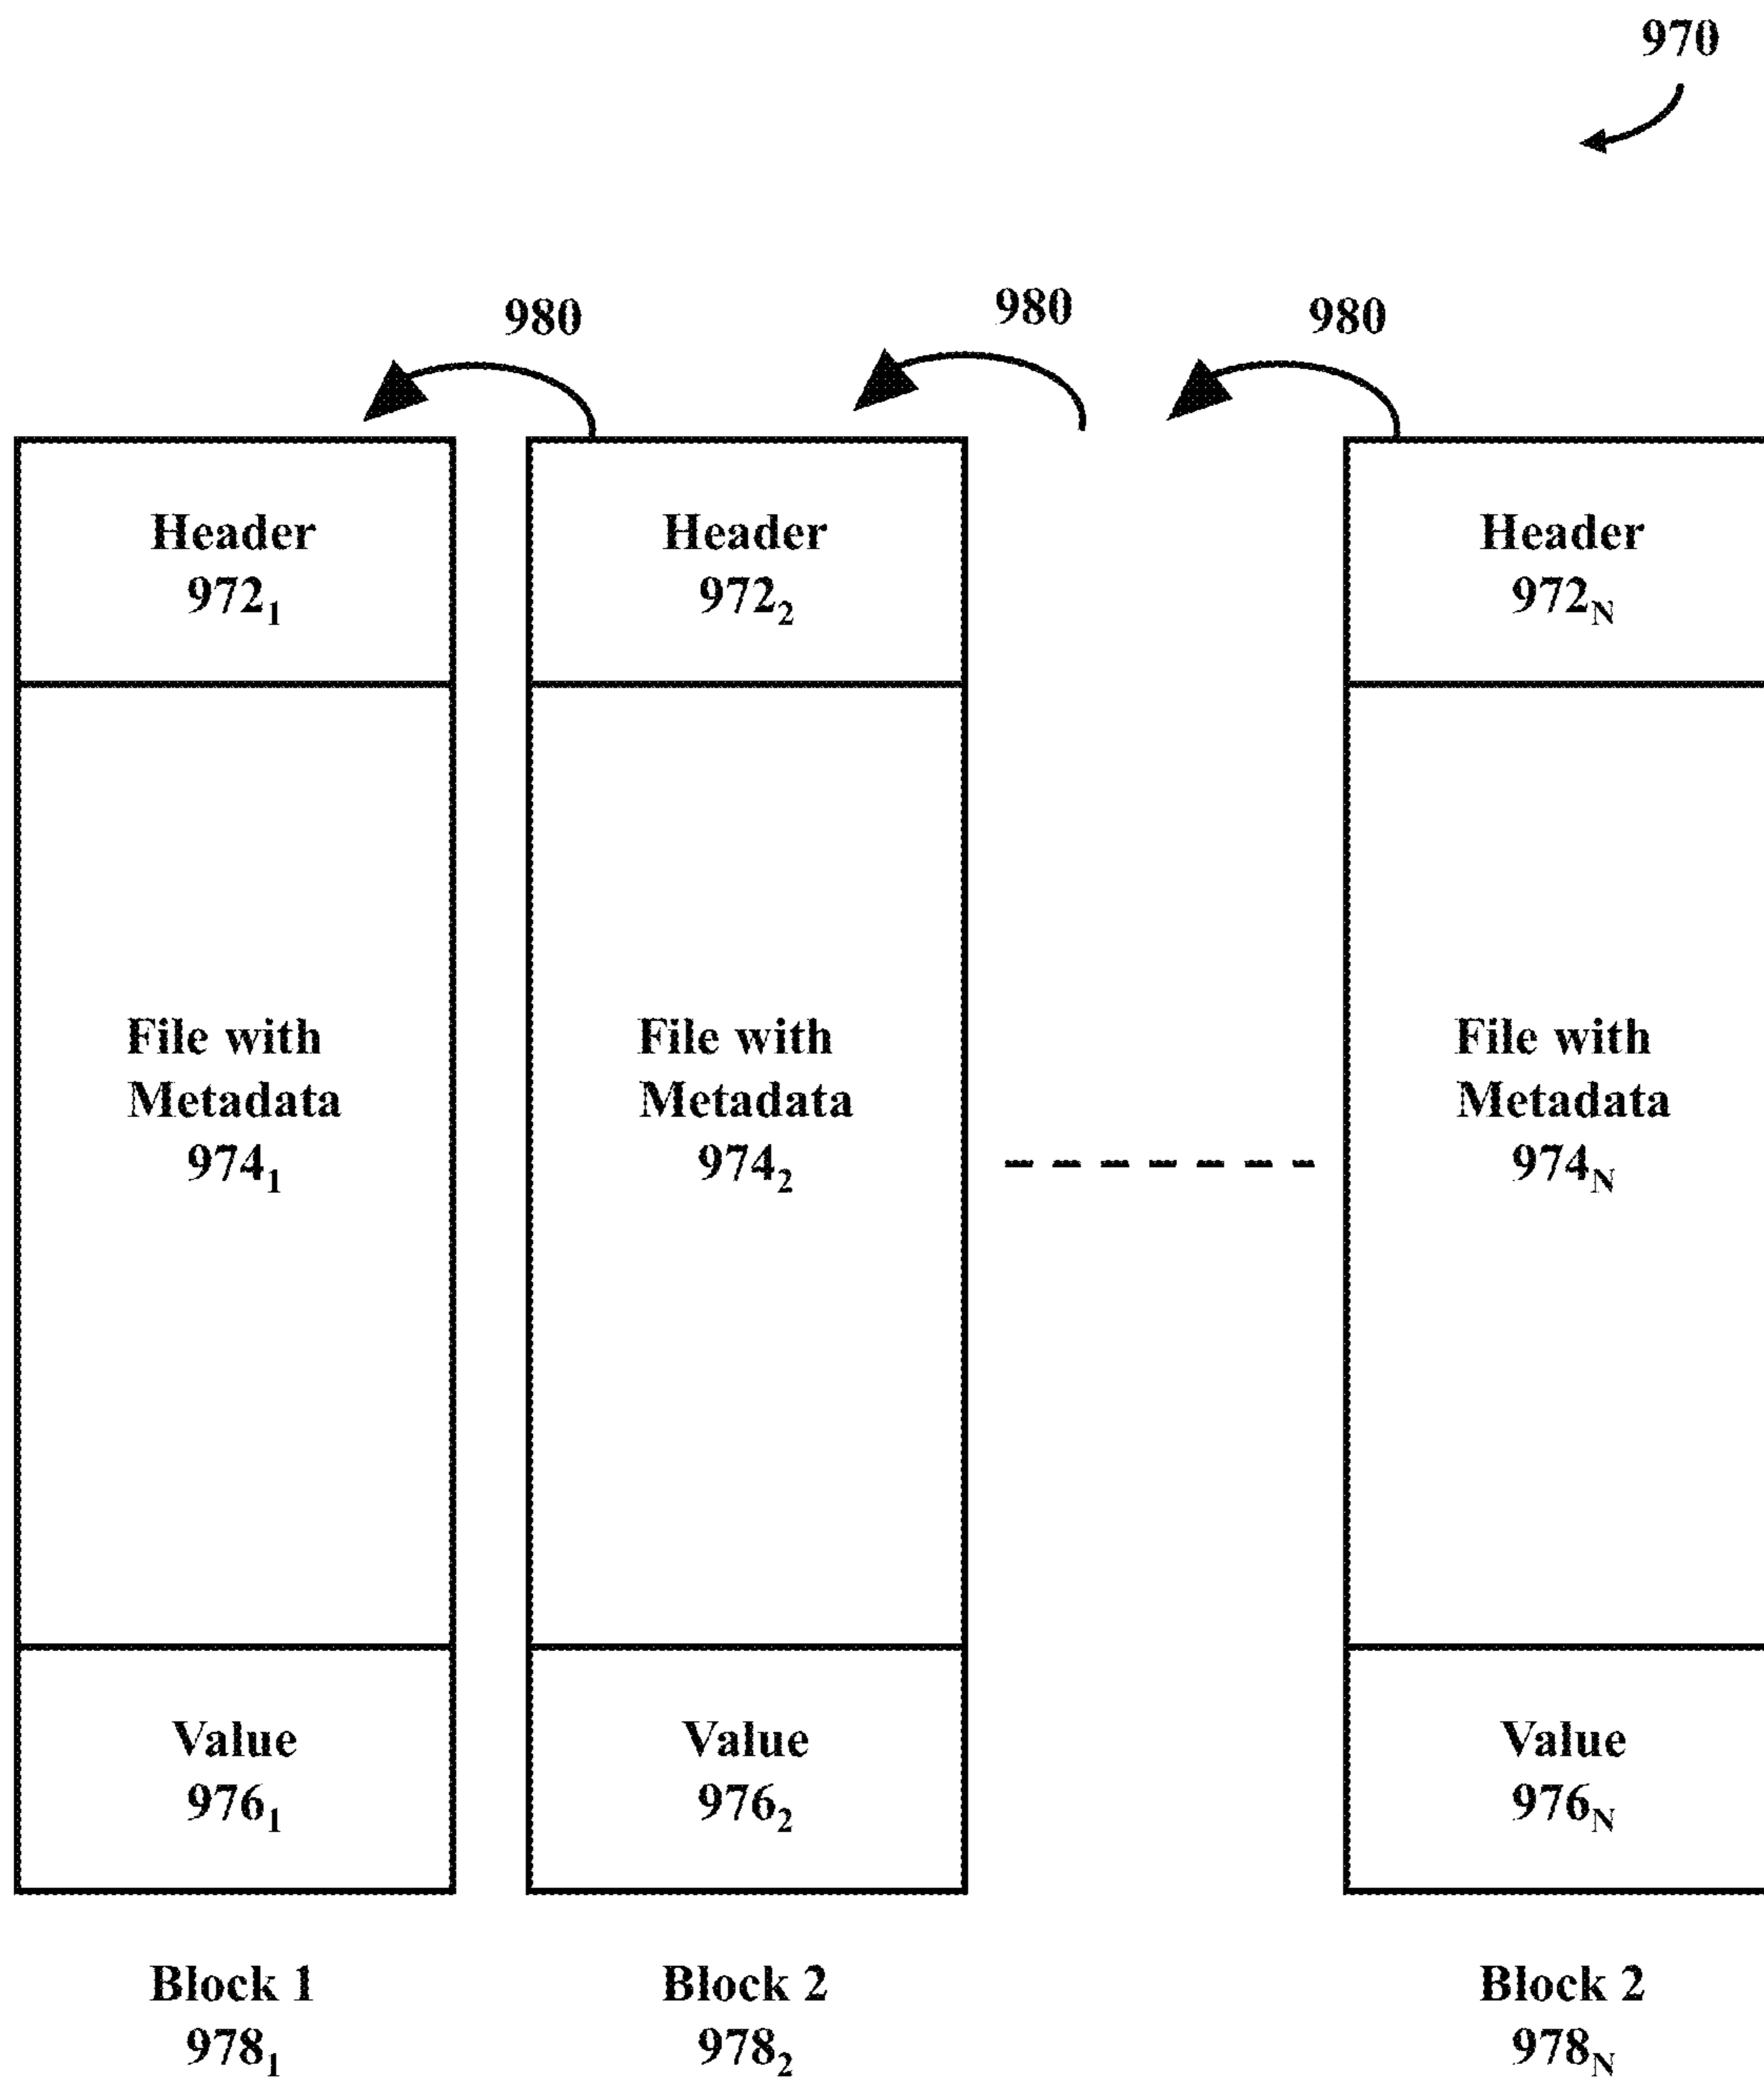 970
980
980
980
Header
972₁
Header
972₂
Header
972ₙ
File with
Metadata
974₁
File with
Metadata
974₂
File with
Metadata
974ₙ
Value
976₁
Value
976₂
Value
976ₙ
Block 1
978₁
Block 2
978₂
Block 2
978ₙ